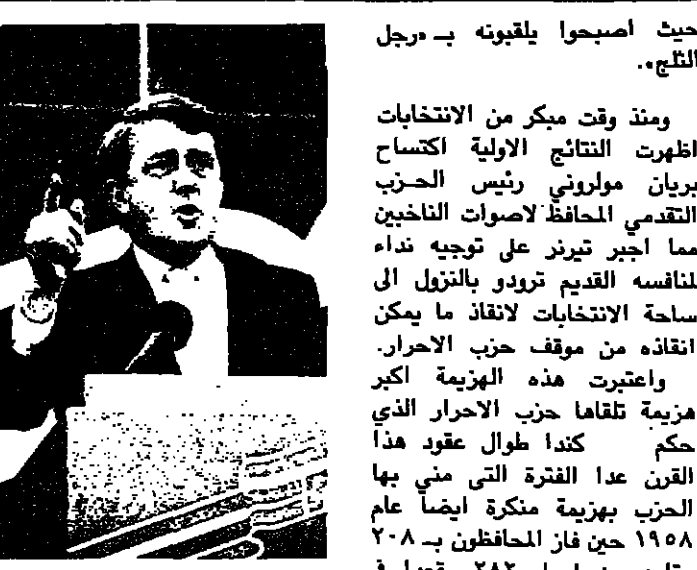 حيث اصبحوا يلقبونه بـ «رجل
الثلج».
ومنذ وقت مبكر من الانتخابات
اظهرت النتائج الاولية اكتساح
بريان مولروني رئيس الحزب
التقدمي المحافظ لاصوات الناخبين
مما اجبر تيرنر على توجيه نداء
لمنافسه القديم ترودو بالنزول الى
ساحة الانتخابات لانقاذ ما يمكن
انقاذه من موقف حزب الاحرار.
واعتبرت هذه الهزيمة اكبر
هزيمة تلقاها حزب الاحرار الذي
حكم كندا طوال عقود هذا
القرن عدا الفترة التى مني بها
الحزب بهزيمة منكرة ايضاً عام
١٩٥٨ حين فاز المحافظون بـ ٢٠٨